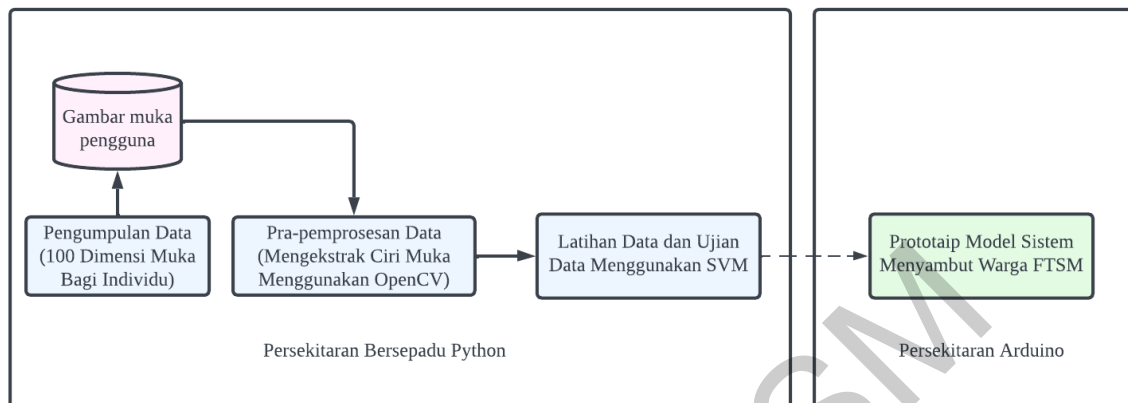 Gambar muka
pengguna
Pengumpulan Data
(100 Dimensi Muka
Bagi Individu)
Pra-pemprosesan Data
(Mengekstrak Ciri Muka
Menggunakan OpenCV)
Latihan Data dan Ujian
Data Menggunakan SVM
Prototaip Model Sistem
Menyambut Warga FTSM
Persekitaran Bersepadu Python
Persekitaran Arduino
SM